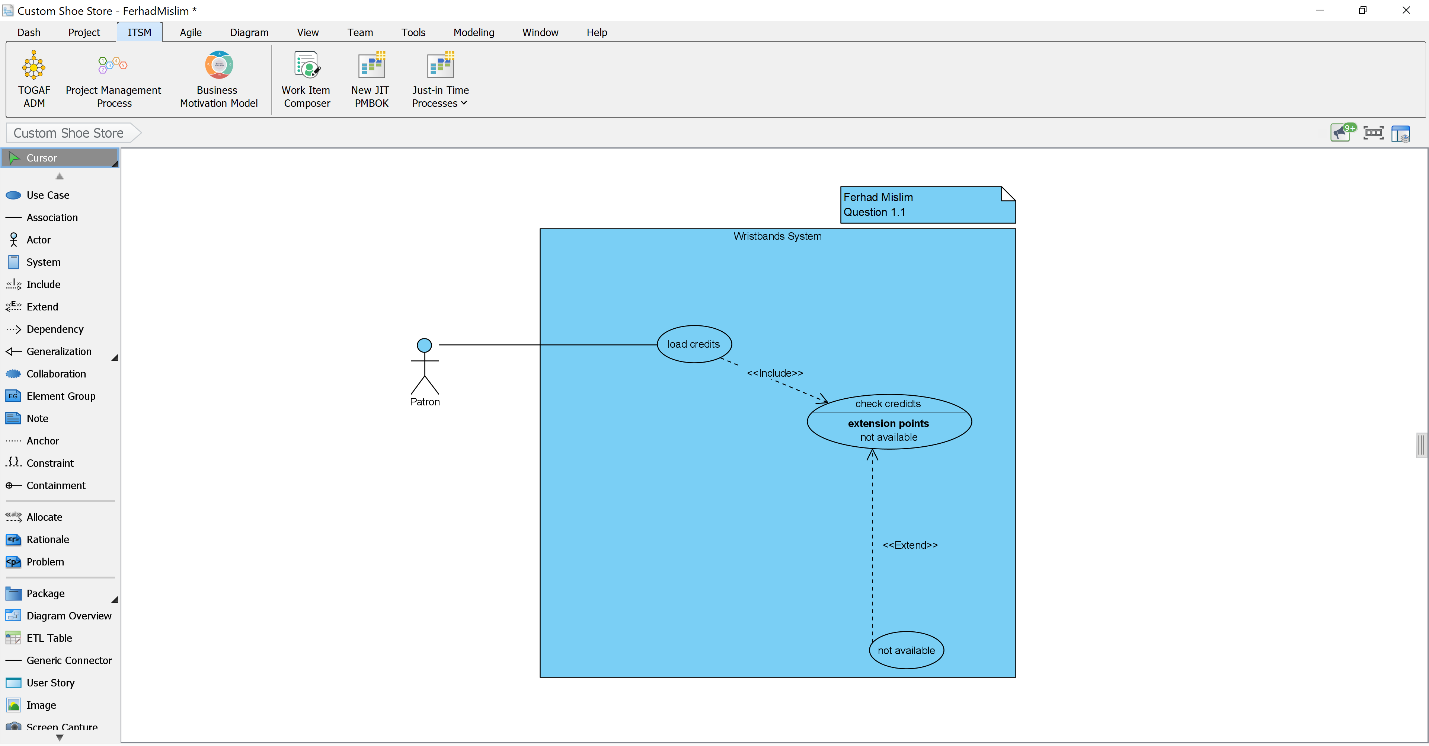 Custom Shoe Store - FerhadMislim *
Dash Project ITSM Agile Diagram View Team Tools Modeling Window Help
TOGAF
ADM
Project Management
Process
Business
Motivation Model
Work Item
Composer
New JIT
PMBOK
Just-in Time
Processes
Custom Shoe Store
9+
Cursor
Use Case
Association
Actor
System
Include
Extend
Dependency
Generalization
Collaboration
Element Group
Note
Anchor
Constraint
Containment
Allocate
Rationale
Problem
Package
Diagram Overview
ETL Table
Generic Connector
User Story
Image
Screen Capture
Ferhad Mislim
Question 1.1
Wristbands System
load credits
<<Include>>
Patron
check credidts
extension points
not available
<<Extend>>
not available